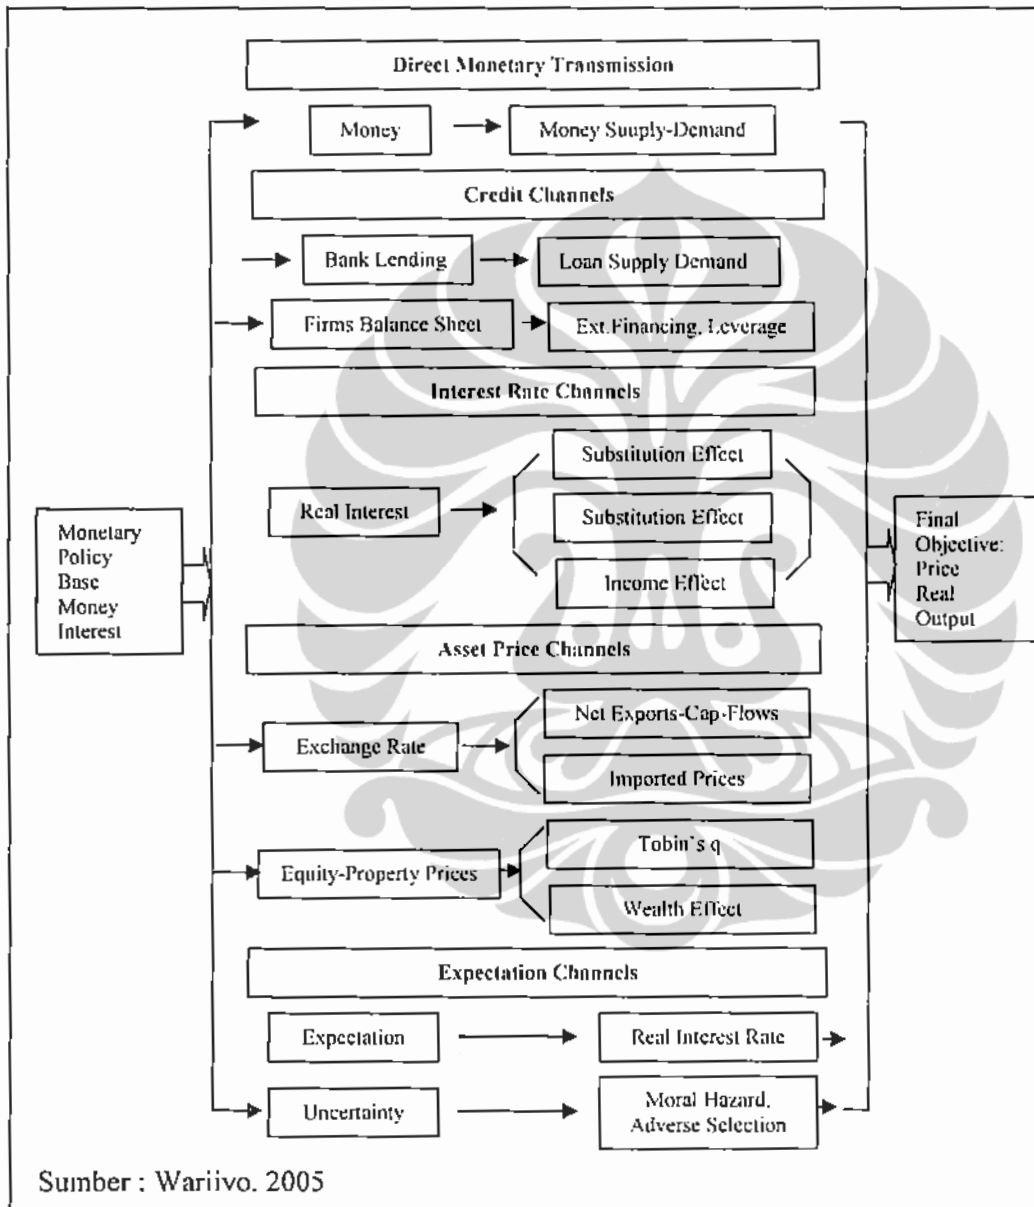 Direct Monetary Transmission
Money
Money Suuply-Demand
Credit Channels
Bank Lending
Loan Supply Demand
Firms Balance Sheet
Ext.Financing, Leverage
Interest Rate Channels
Substitution Effect
Real Interest
Substitution Effect
Income Effect
Monetary
Policy
Base
Money
Interest
Final
Objective:
Price
Real
Output
Asset Price Channels
Net Exports-Cap-Flows
Exchange Rate
Imported Prices
Tobin's q
Equity-Property Prices
Wealth Effect
Expectation Channels
Expectation
Real Interest Rate
Uncertainty
Moral Hazard,
Adverse Selection
Sumber : Wariivo. 2005